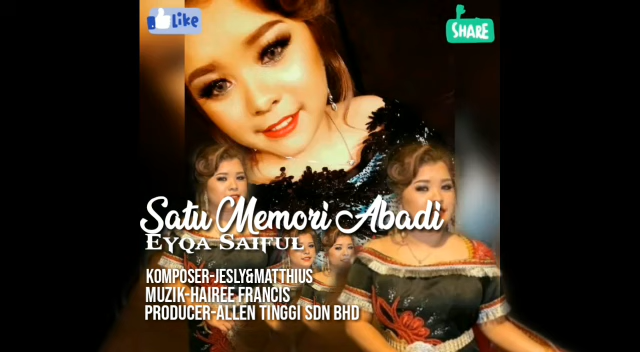 Like
SHARE
Satu Memori Abadi
EYQA SAIFUL
KOMPOSER-JESLY&MATTHIUS
MUZIK-HAIREE FRANCIS
PRODUCER-ALLEN TINGGI SDN BHD